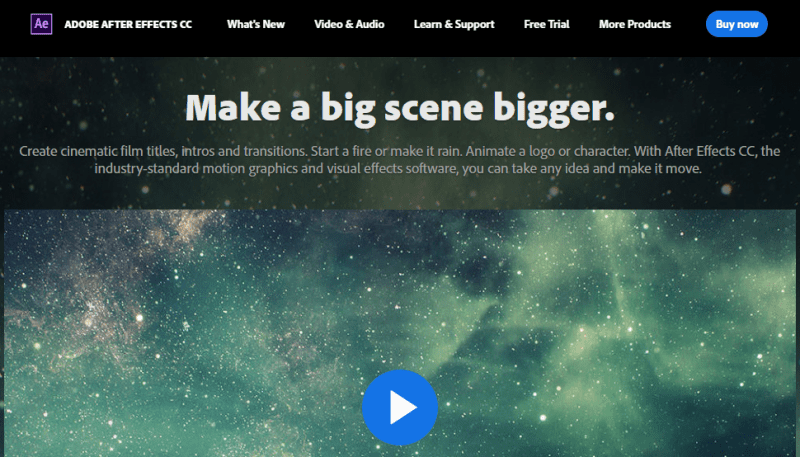 Ae ADOBE AFTER EFFECTS CC What's New Video & Audio Learn & Support Free Trial More Products Buy now
Make a big scene bigger.
Create cinematic film titles, intros and transitions. Start a fire or make it rain. Animate a logo or character. With After Effects CC, the
industry-standard motion graphics and visual effects software, you can take any idea and make it move.